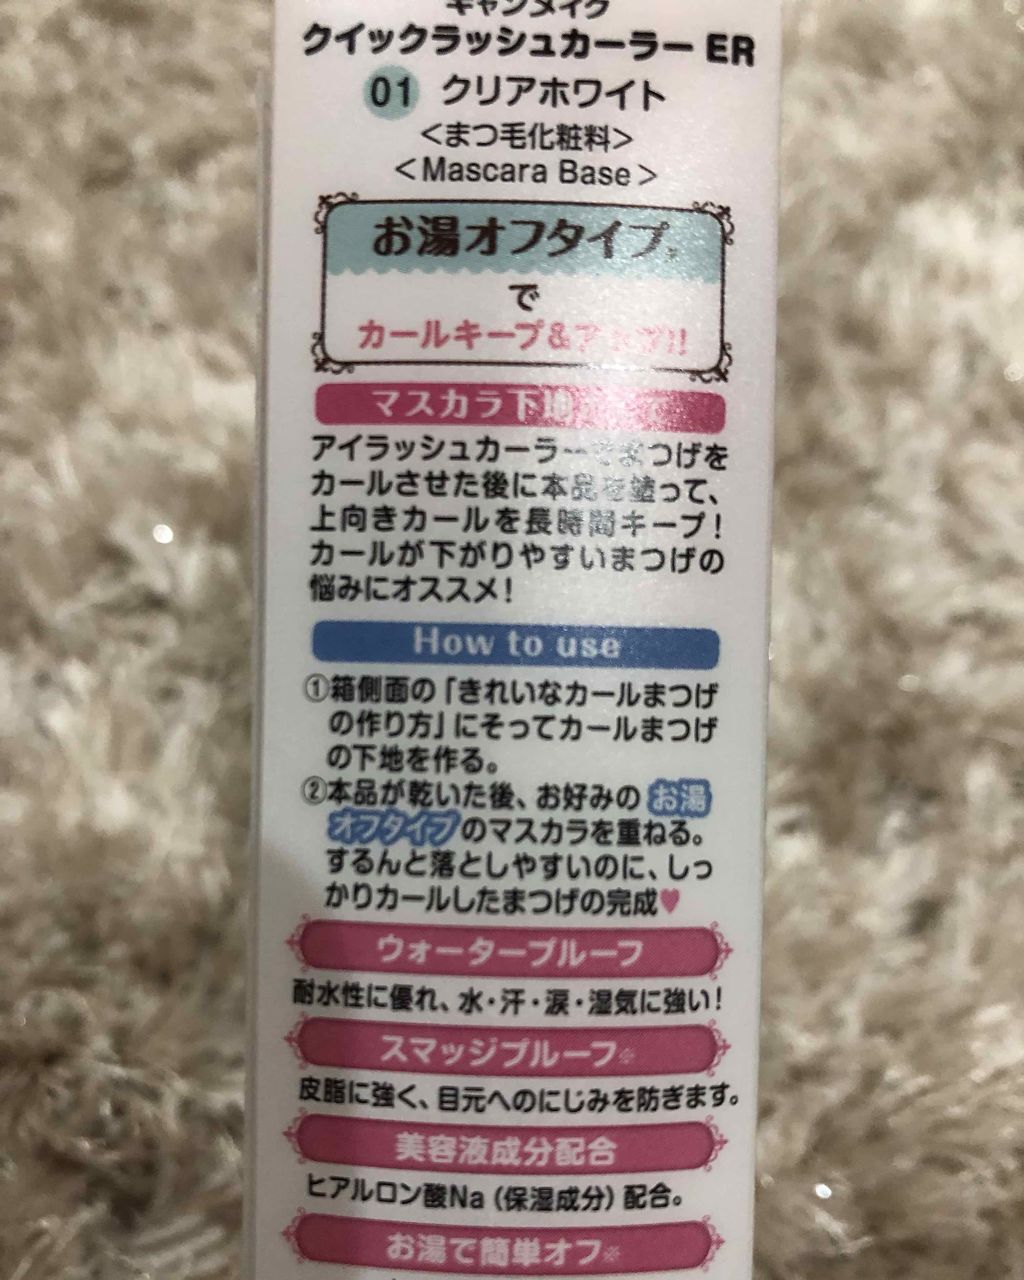 キャンメイク
クイックラッシュカーラー ER
01 クリアホワイト
<まつ毛化粧料>
<Mascara Base>
お湯オフタイプ※
で
カールキープ&アップ!!
マスカラ下地
アイラッシュカーラーでまつげを
カールさせた後に本品を塗って、
上向きカールを長時間キープ!
カールが下がりやすいまつげの
悩みにオススメ!
How to use
①箱側面の「きれいなカールまつげ
の作り方」にそってカールまつげ
の下地を作る。
②本品が乾いた後、お好みのお湯
オフタイプのマスカラを重ねる。
するんと落としやすいのに、しっ
かりカールしたまつげの完成♥
ウォータープルーフ
耐水性に優れ、水・汗・涙・湿気に強い!
スマッジプルーフ※
皮脂に強く、目元へのにじみを防ぎます。
美容液成分配合
ヒアルロン酸Na(保湿成分)配合。
お湯で簡単オフ※